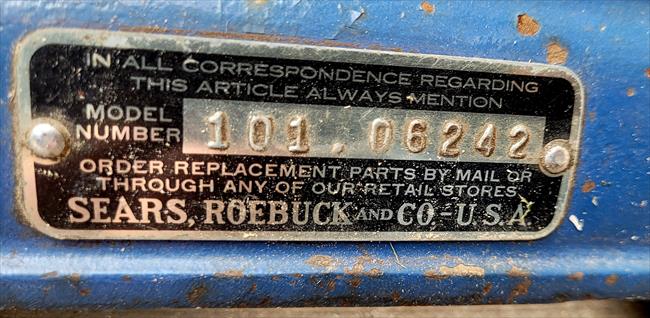 IN ALL CORRESPONDENCE REGARDING
THIS ARTICLE ALWAYS MENTION
MODEL
NUMBER 101.06242
ORDER REPLACEMENT PARTS BY MAIL OR
THROUGH ANY OF OUR RETAIL STORES
SEARS, ROEBUCK AND CO.-U.S.A.